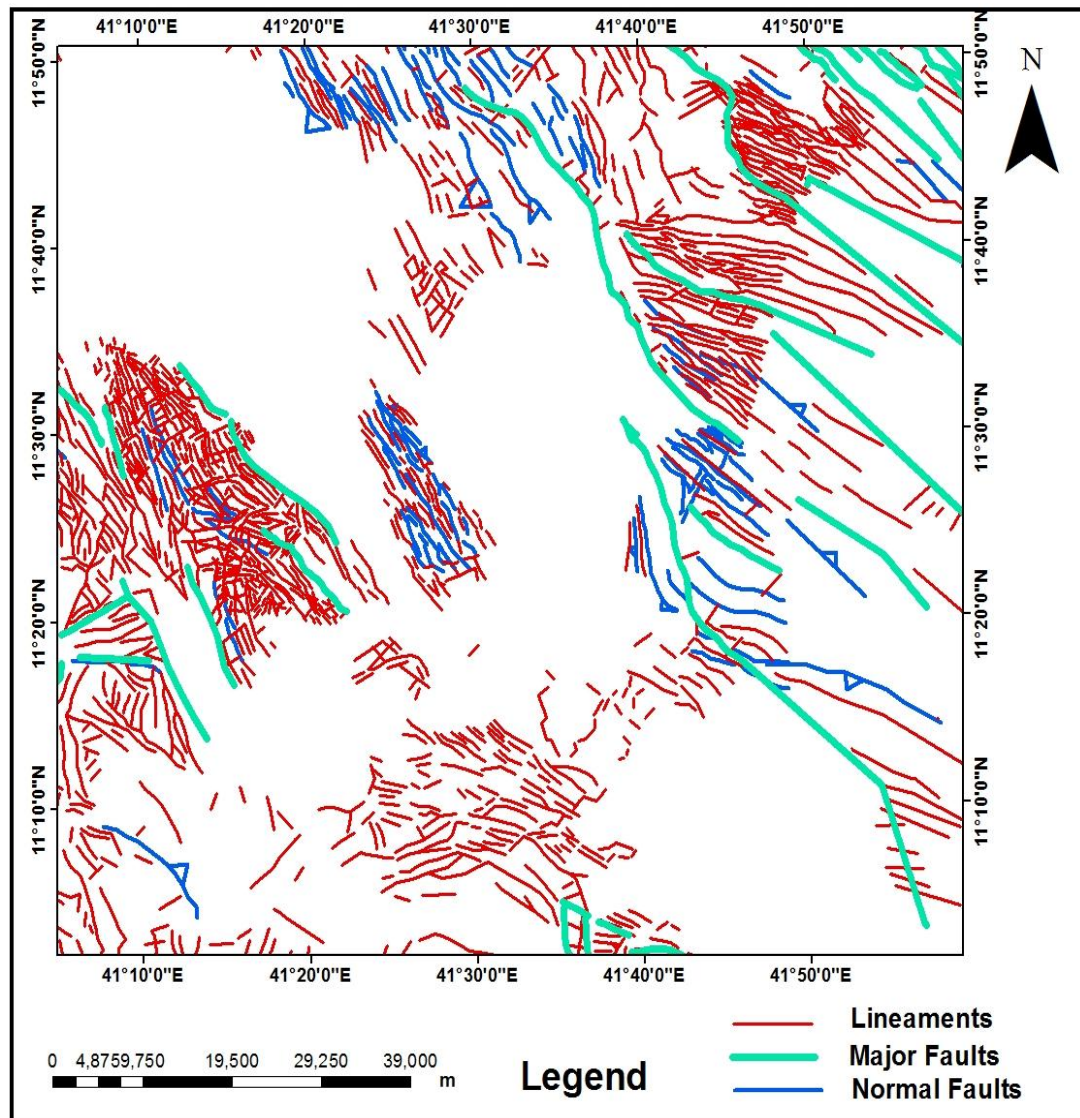 41°10'0"E 41°20'0"E 41°30'0"E 41°40'0"E 41°50'0"E
N
11°50'0"N 11°50'0"N
11°40'0"N 11°40'0"N
11°30'0"N 11°30'0"N
11°20'0"N 11°20'0"N
11°10'0"N 11°10'0"N
41°10'0"E 41°20'0"E 41°30'0"E 41°40'0"E 41°50'0"E
Lineaments
0 4,8759,750 19,500 29,250 39,000
m
Legend
Major Faults
Normal Faults